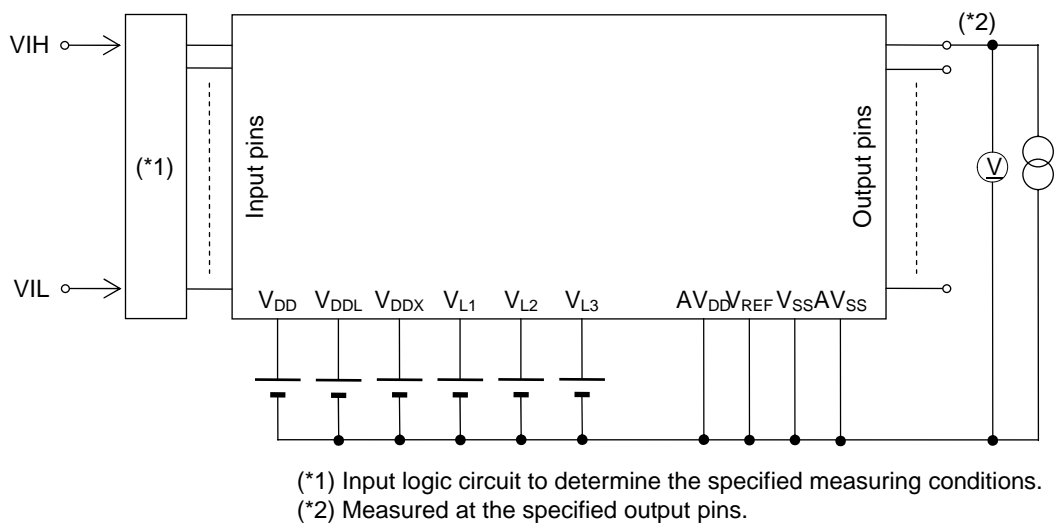 VIH
(*2)
(*1)
Input pins
Output pins
V
VIL
VDD VDDL VDDX VL1 VL2 VL3 AVDD VREF VSS AVSS
(*1) Input logic circuit to determine the specified measuring conditions.
(*2) Measured at the specified output pins.